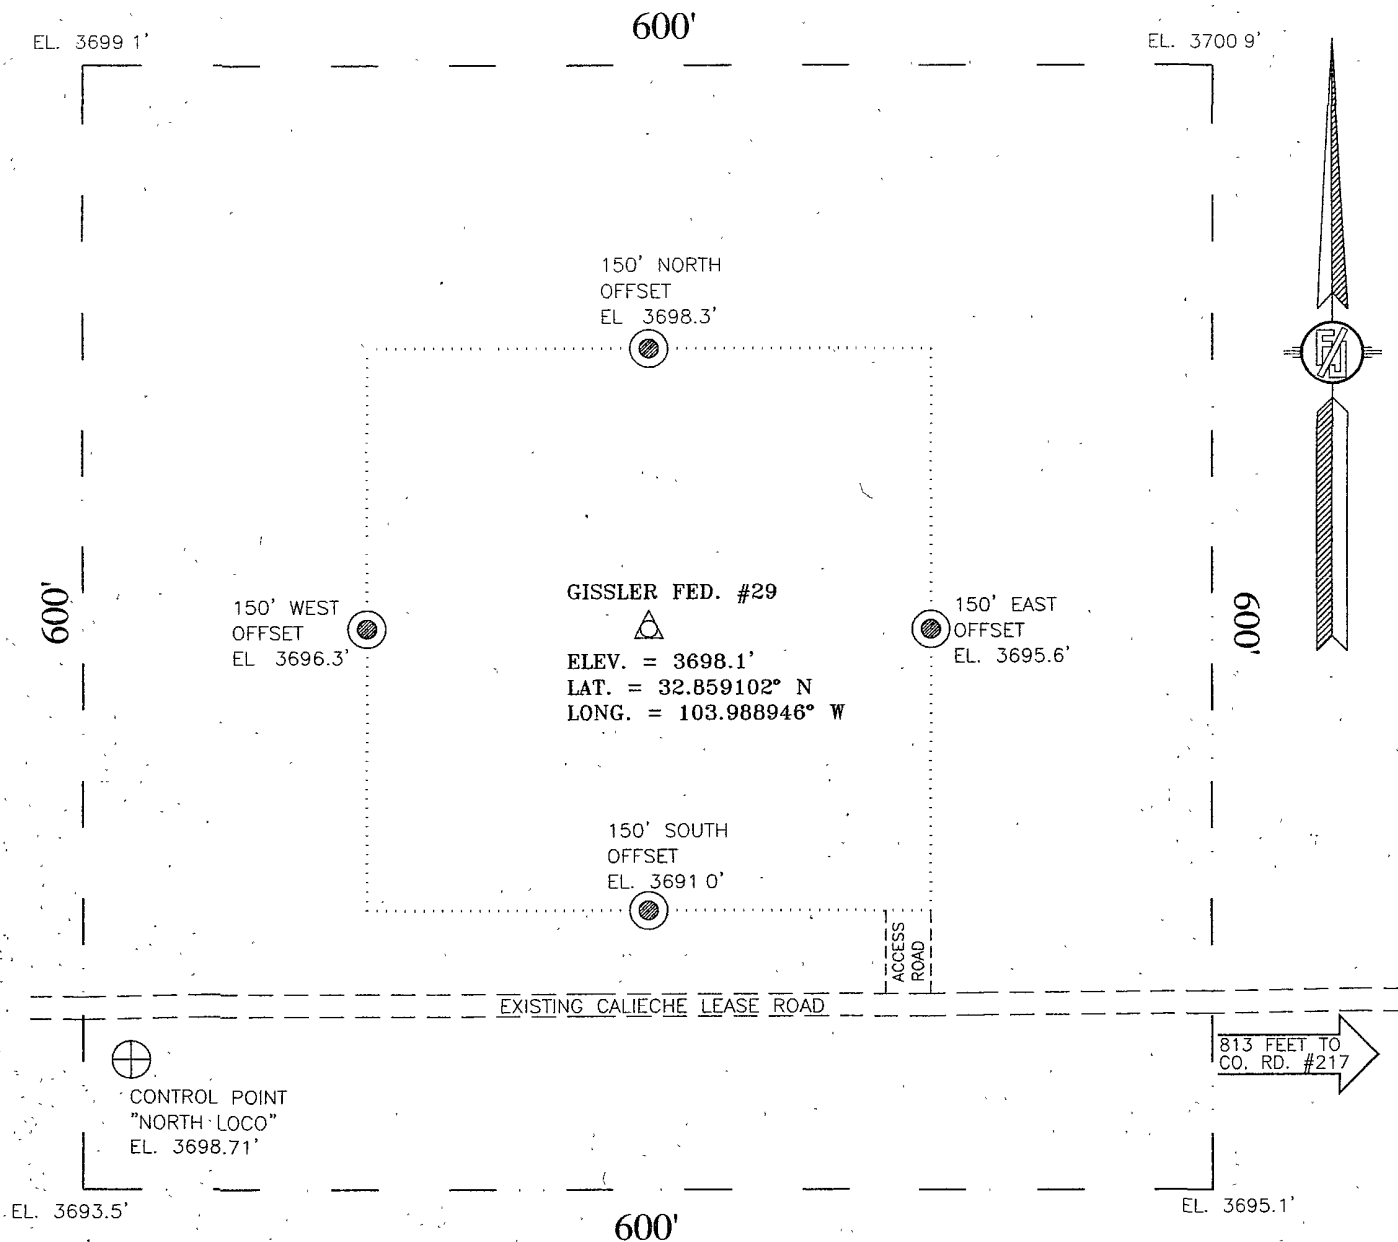 600'
EL. 3699 1'
EL. 3700 9'
150' NORTH
OFFSET
EL 3698.3'
600'
150' WEST
OFFSET
EL 3696.3'
GISSLER FED. #29
ELEV. = 3698.1'
LAT. = 32.859102° N
LONG. = 103.988946° W
150' EAST
OFFSET
EL. 3695.6'
600'
150' SOUTH
OFFSET
EL. 3691 0'
ACCESS
ROAD
EXISTING CALIECHE LEASE ROAD
813 FEET TO
CO. RD. #217
CONTROL POINT
"NORTH LOCO"
EL. 3698.71'
EL. 3693.5'
EL. 3695.1'
600'